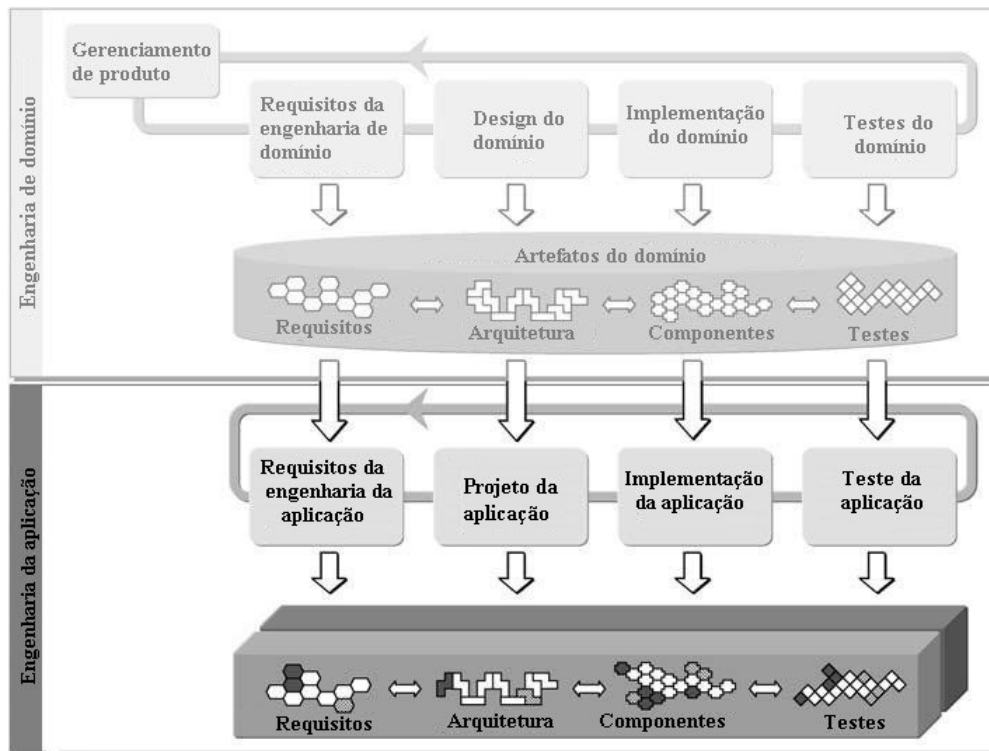 Engenharia de domínio
Gerenciamento
de produto
Requisitos da
engenharia de
domínio
Design do
domínio
Implementação
do domínio
Testes do
domínio
Artefatos do domínio
Requisitos
Arquitetura
Componentes
Testes
Engenharia da aplicação
Requisitos da
engenharia da
aplicação
Projeto da
aplicação
Implementação
da aplicação
Teste da
aplicação
Requisitos
Arquitetura
Componentes
Testes